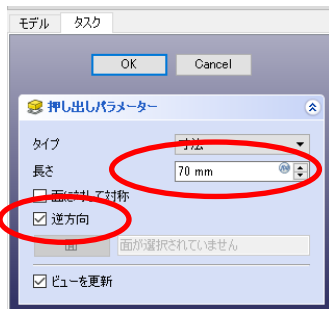 モデル タスク
OK Cancel
押し出しパラメーター
タイプ 寸法
長さ 70 mm
面に対して対称
逆方向
面 面が選択されていません
ビューを更新